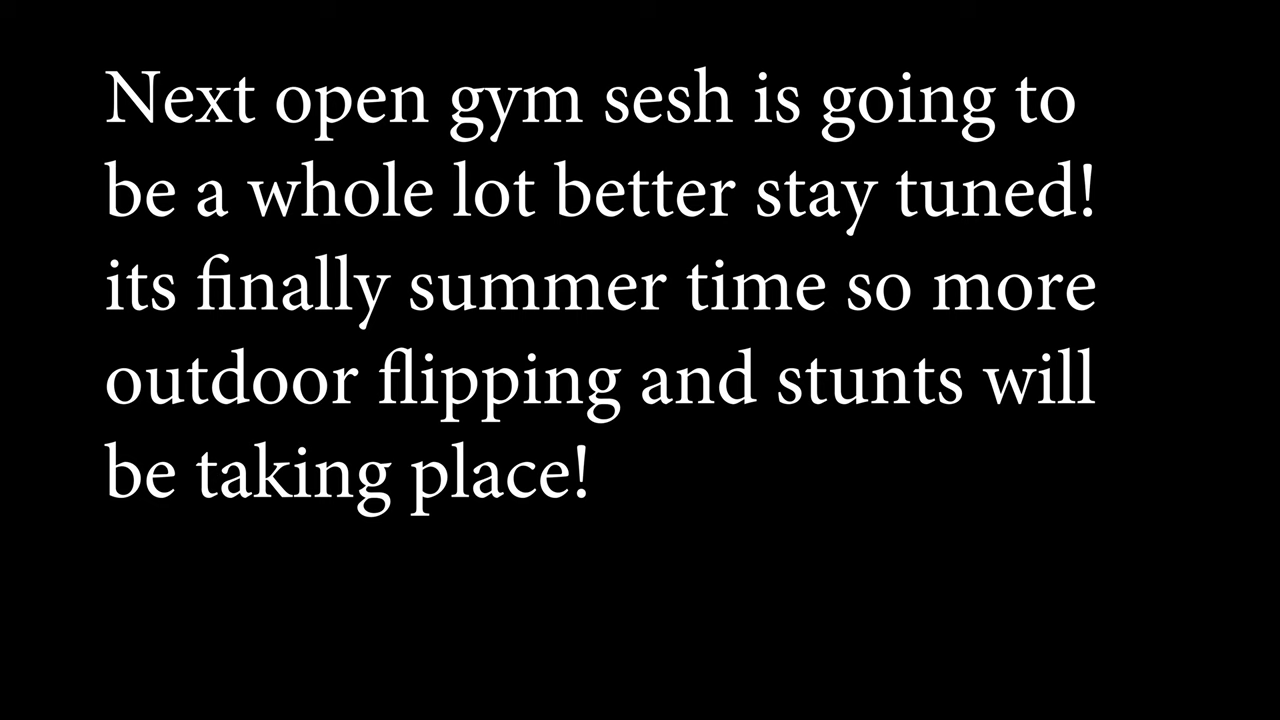 Next open gym sesh is going to
be a whole lot better stay tuned!
its finally summer time so more
outdoor flipping and stunts will
be taking place!